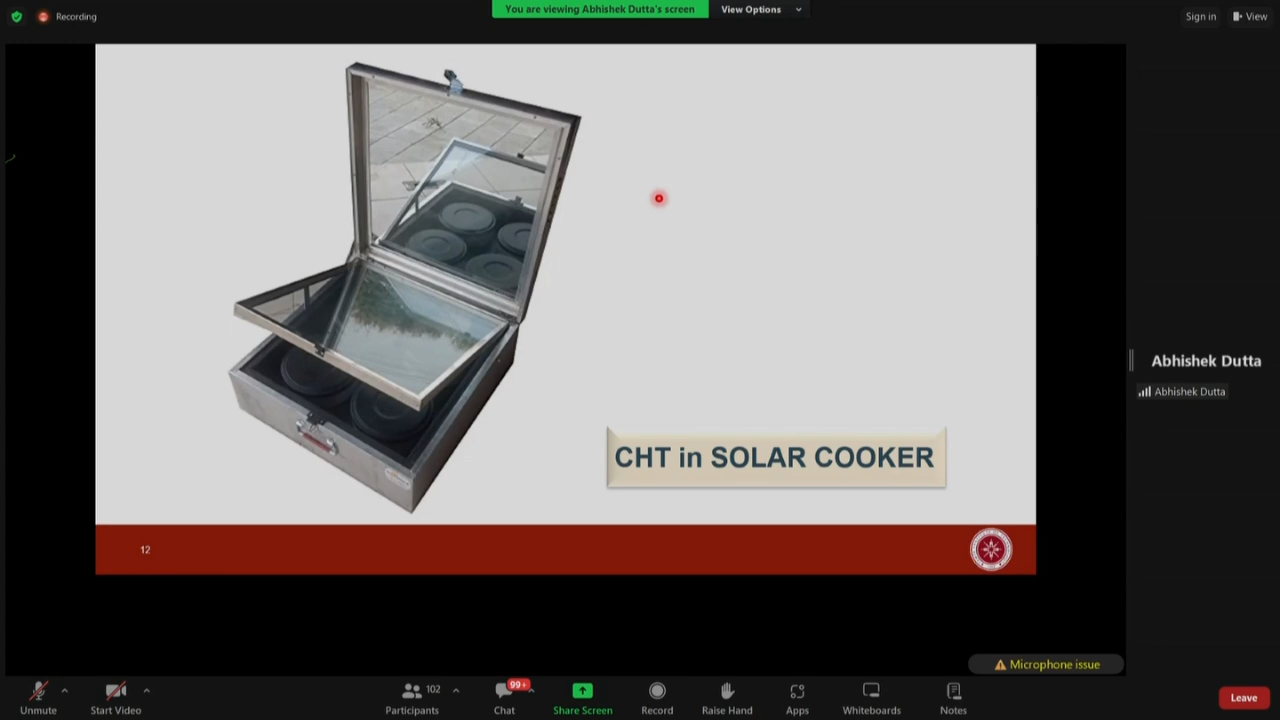 Recording
You are viewing Abhishek Dutta's screen
View Options
Sign in
View
CHT in SOLAR COOKER
12
Abhishek Dutta
Abhishek Dutta
Microphone issue
Unmute
Start Video
Participants
102
Chat
99+
Share Screen
Record
Raise Hand
Apps
Whiteboards
Notes
Leave